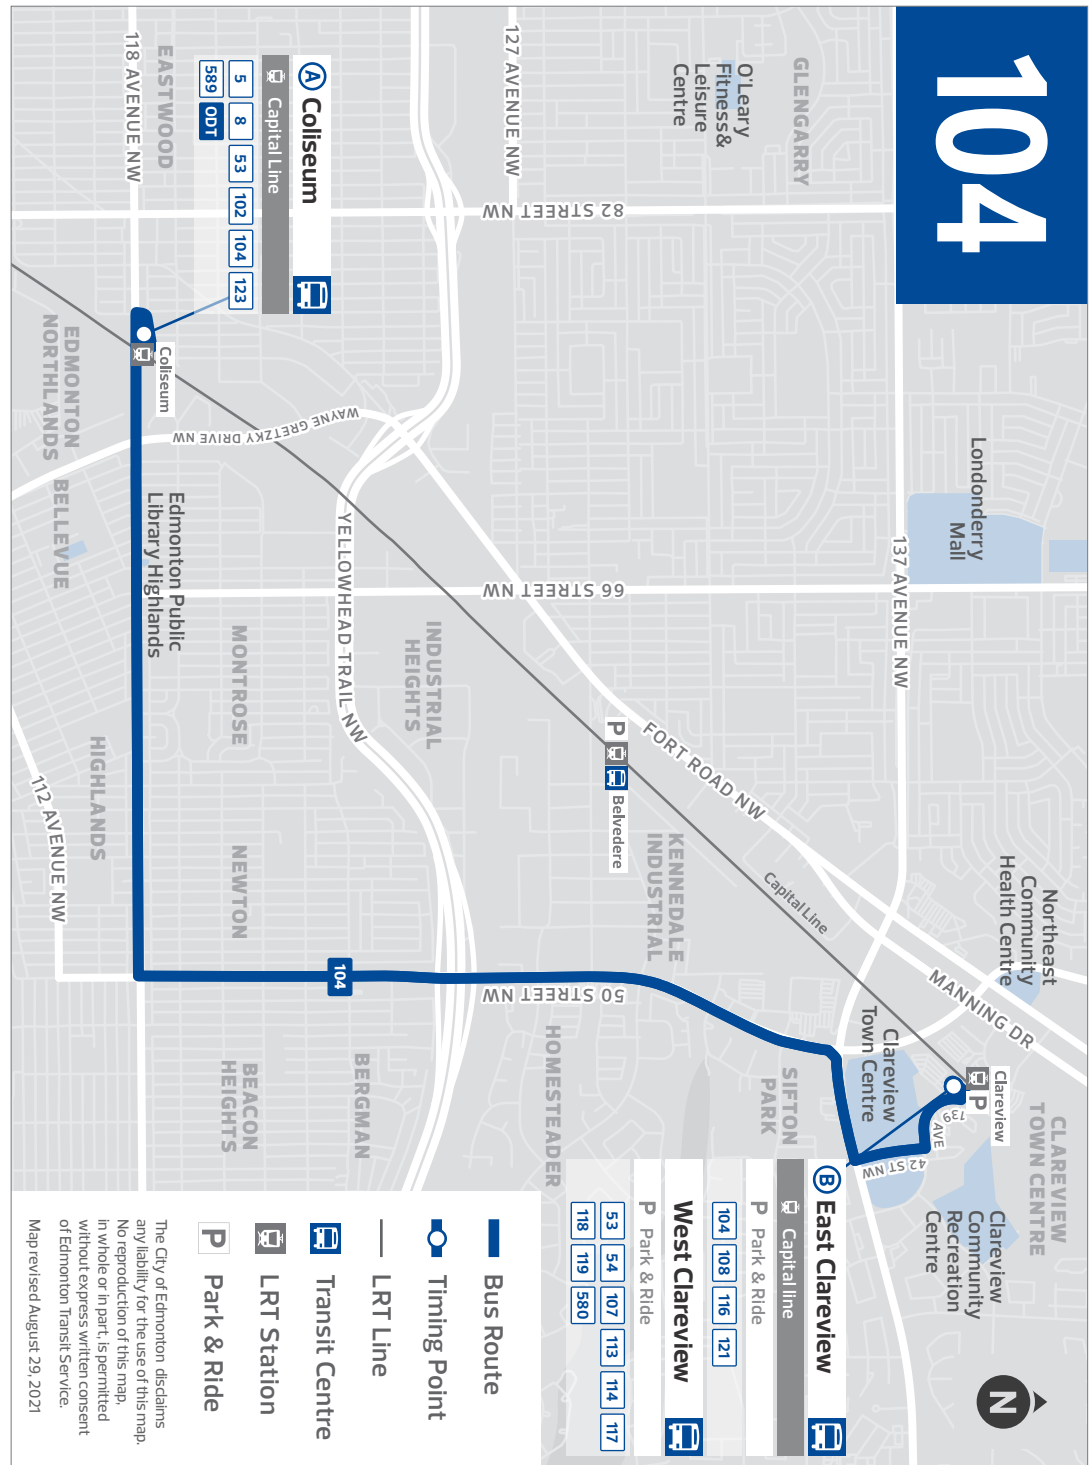 104
GLENGARRY
O'Leary
Fitness&
Leisure
Centre
127 AVENUE NW
82 STREET NW
EASTWOOD
118 AVENUE NW
A Coliseum
Capital Line
5 8 53 102 104 123
589 ODT
Coliseum
EDMONTON
NORTHLANDS
BELLEVUE
WAYNE GRETZKY DRIVE NW
Edmonton Public
Library Highlands
Londonderry
Mall
137 AVENUE NW
66 STREET NW
YELLOWHEAD TRAIL NW
INDUSTRIAL
HEIGHTS
MONTROSE
HIGHLANDS
112 AVENUE NW
NEWTON
P
Belvedere
FORT ROAD NW
KENNEDALE
INDUSTRIAL
Capital Line
Northeast
Community
Health Centre
MANNING DR
104
50 STREET NW
Clareview
Town Centre
Clareview
P
139 AVE
42 ST NW
CLAREVIEW
TOWN CENTRE
Clareview
Community
Recreation
Centre
SIFTON
PARK
HOMESTEADER
BERGMAN
BEACON
HEIGHTS
B East Clareview
Capital line
P Park & Ride
104 108 116 121
West Clareview
P Park & Ride
53 54 107 113 114 117
118 119 580
N
Bus Route
Timing Point
LRT Line
Transit Centre
LRT Station
P Park & Ride
The City of Edmonton disclaims
any liability for the use of this map.
No reproduction of this map,
in whole or in part, is permitted
without express written consent
of Edmonton Transit Service.
Map revised August 29, 2021